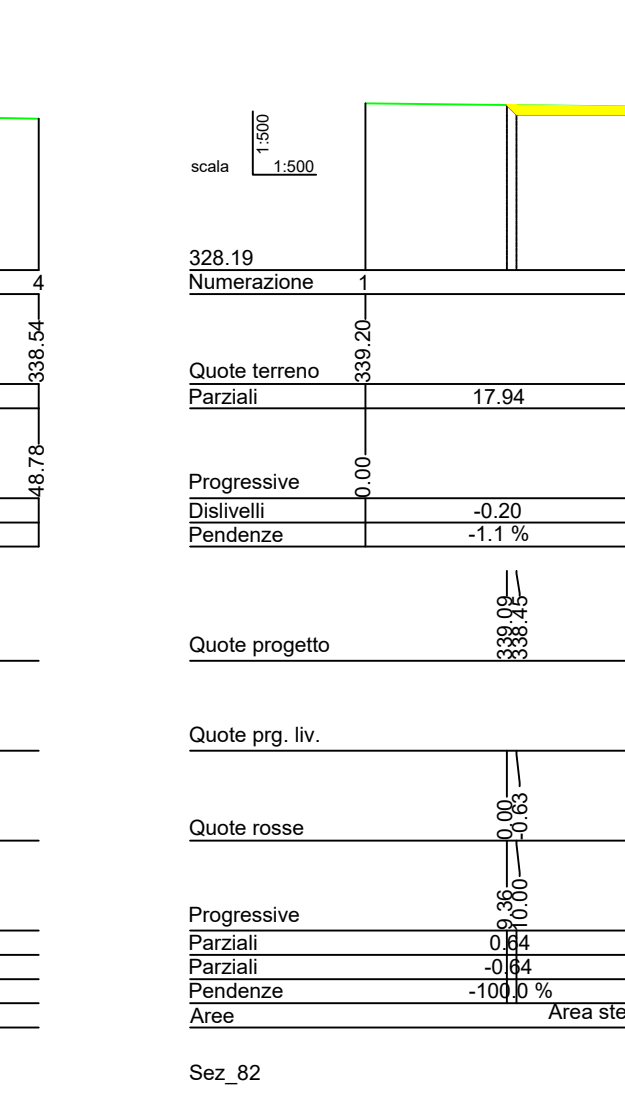 1:500
scala 1:500
328.19
4
Numerazione 1
338.54
Quote terreno 339.20
Parziali 17.94
48.78
Progressive 0.00
Dislivelli -0.20
Pendenze -1.1 %
Quote progetto 339.09 338.45
Quote prg. liv.
Quote rosse 0.00 -0.63
Progressive 9.36 10.00
Parziali 0.64
Parziali -0.64
Pendenze -100.0 %
Aree Area ste
Sez_82